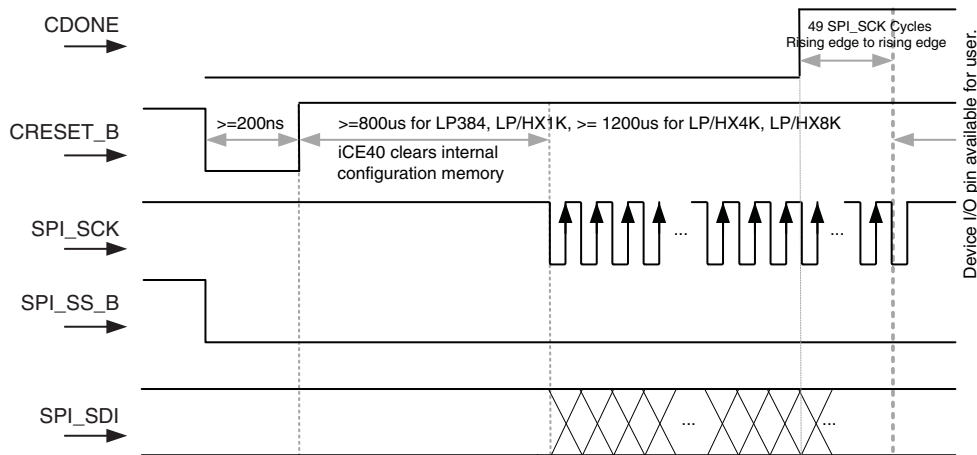 CDONE
49 SPI_SCK Cycles
Rising edge to rising edge
Device I/O pin available for user.
CRESET_B
>=200ns
>=800us for LP384, LP/HX1K, >= 1200us for LP/HX4K, LP/HX8K
iCE40 clears internal
configuration memory
SPI_SCK
...
...
SPI_SS_B
SPI_SDI
...
...